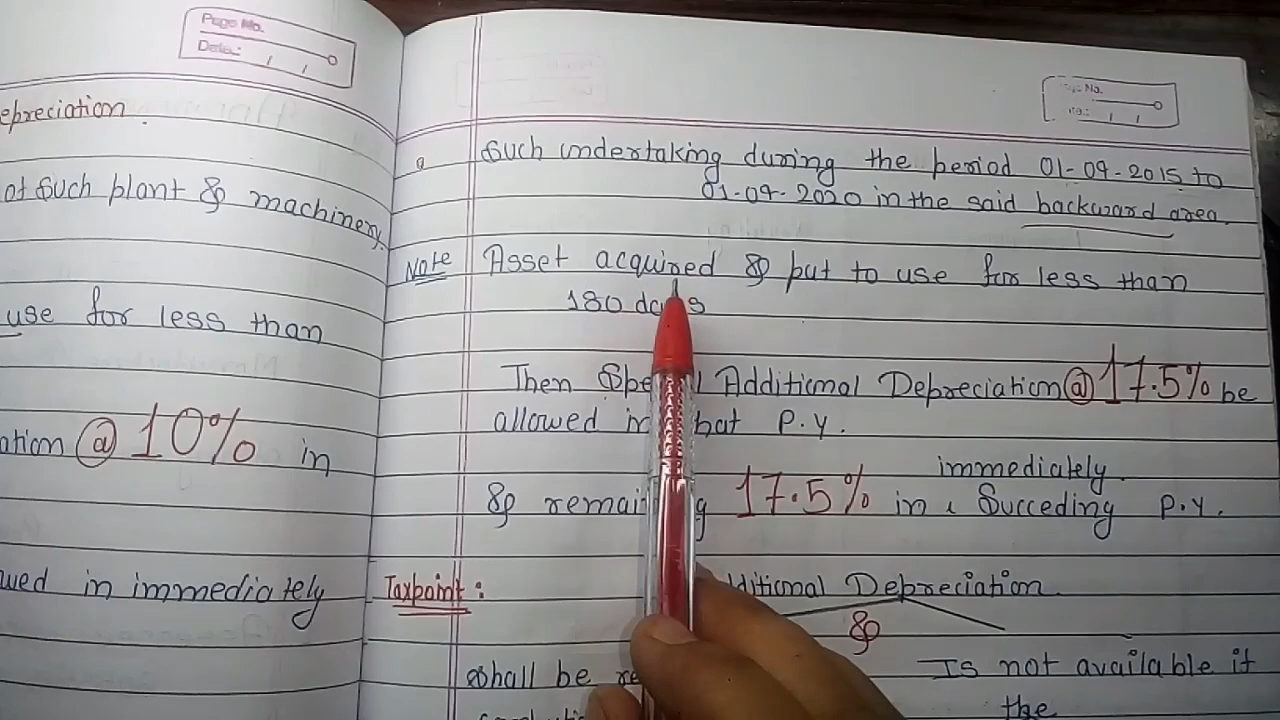 Page No.
Date: / /
epreciation.
of such plant & machinery.
use for less than
ation @ 10% in
wed in immediately
Such undertaking during the period 01-04-2015 to
01-04-2020 in the said backward area.
Note Asset acquired & put to use for less than
180 days
Then Additional Depreciation @ 17.5% be
allowed in that P.Y.
immediately
& remaining 17.5% in Succeding P.Y.
Taxpoint: dditional Depreciation
&
shall be Is not available if
the